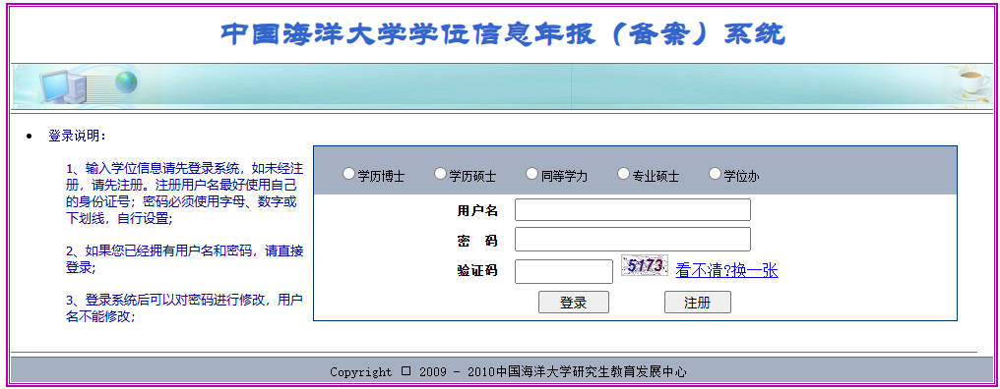 中国海洋大学学位信息年报（备案）系统
登录说明：
1、输入学位信息请先登录系统，如未经注
册，请先注册。注册用户名最好使用自己
的身份证号；密码必须使用字母、数字或
下划线，自行设置；
2、如果您已经拥有用户名和密码，请直接
登录；
3、登录系统后可以对密码进行修改，用户
名不能修改；
学历博士 学历硕士 同等学力 专业硕士 学位办
用户名
密 码
验证码 5173 看不清?换一张
登录 注册
Copyright □ 2009 - 2010中国海洋大学研究生教育发展中心